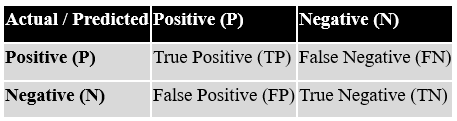 Actual / Predicted Positive (P) Negative (N)
Positive (P) True Positive (TP) False Negative (FN)
Negative (N) False Positive (FP) True Negative (TN)